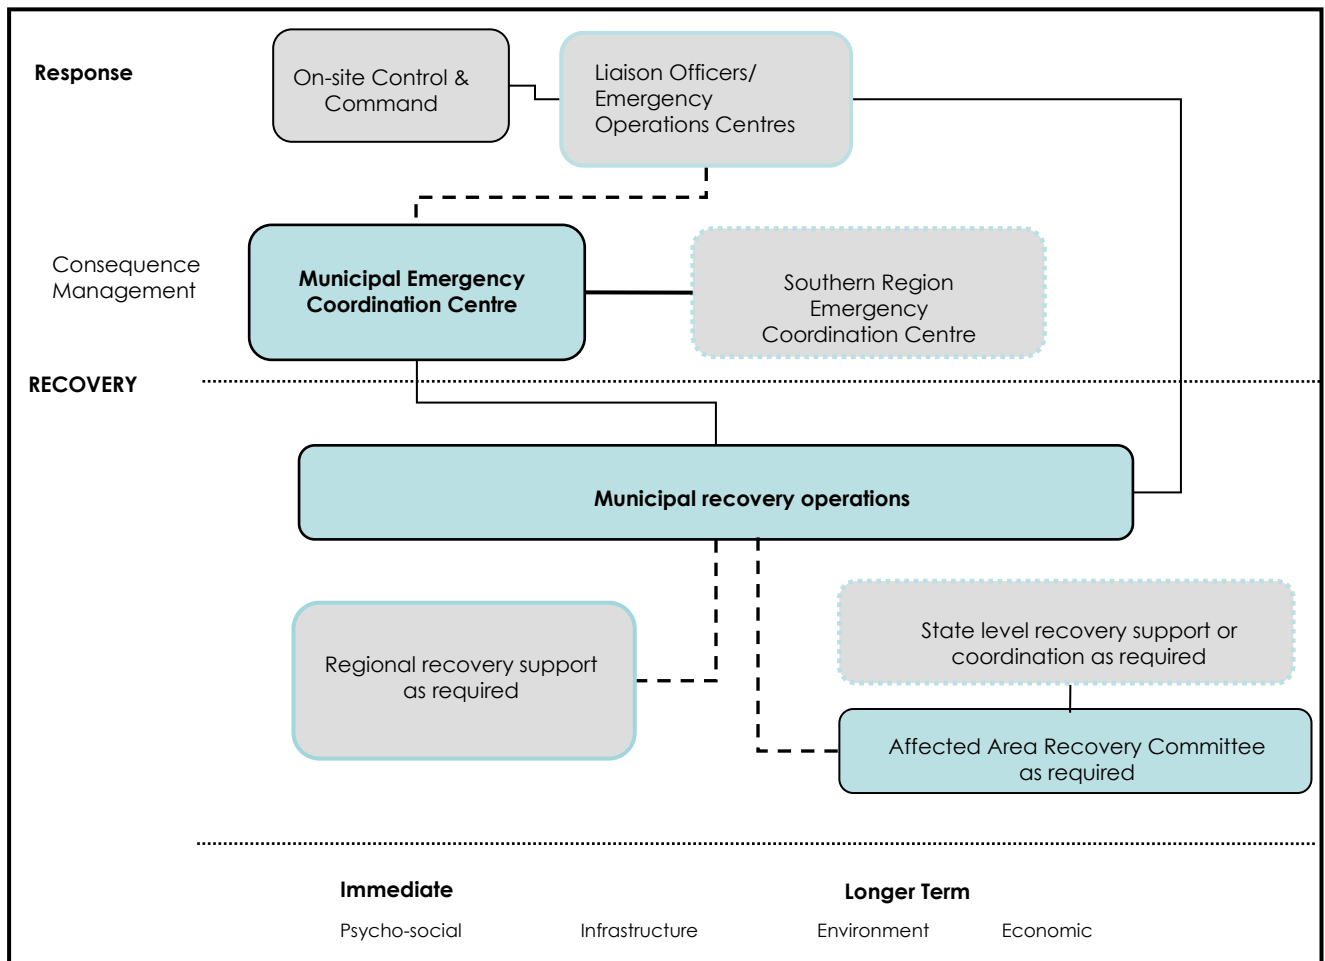 Response
On-site Control &
Command
Liaison Officers/
Emergency
Operations Centres
Consequence
Management
Municipal Emergency
Coordination Centre
Southern Region
Emergency
Coordination Centre
RECOVERY
Municipal recovery operations
Regional recovery support
as required
State level recovery support or
coordination as required
Affected Area Recovery Committee
as required
Immediate
Longer Term
Psycho-social
Infrastructure
Environment
Economic